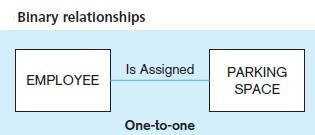 Binary relationships
EMPLOYEE
Is Assigned
PARKING
SPACE
One-to-one